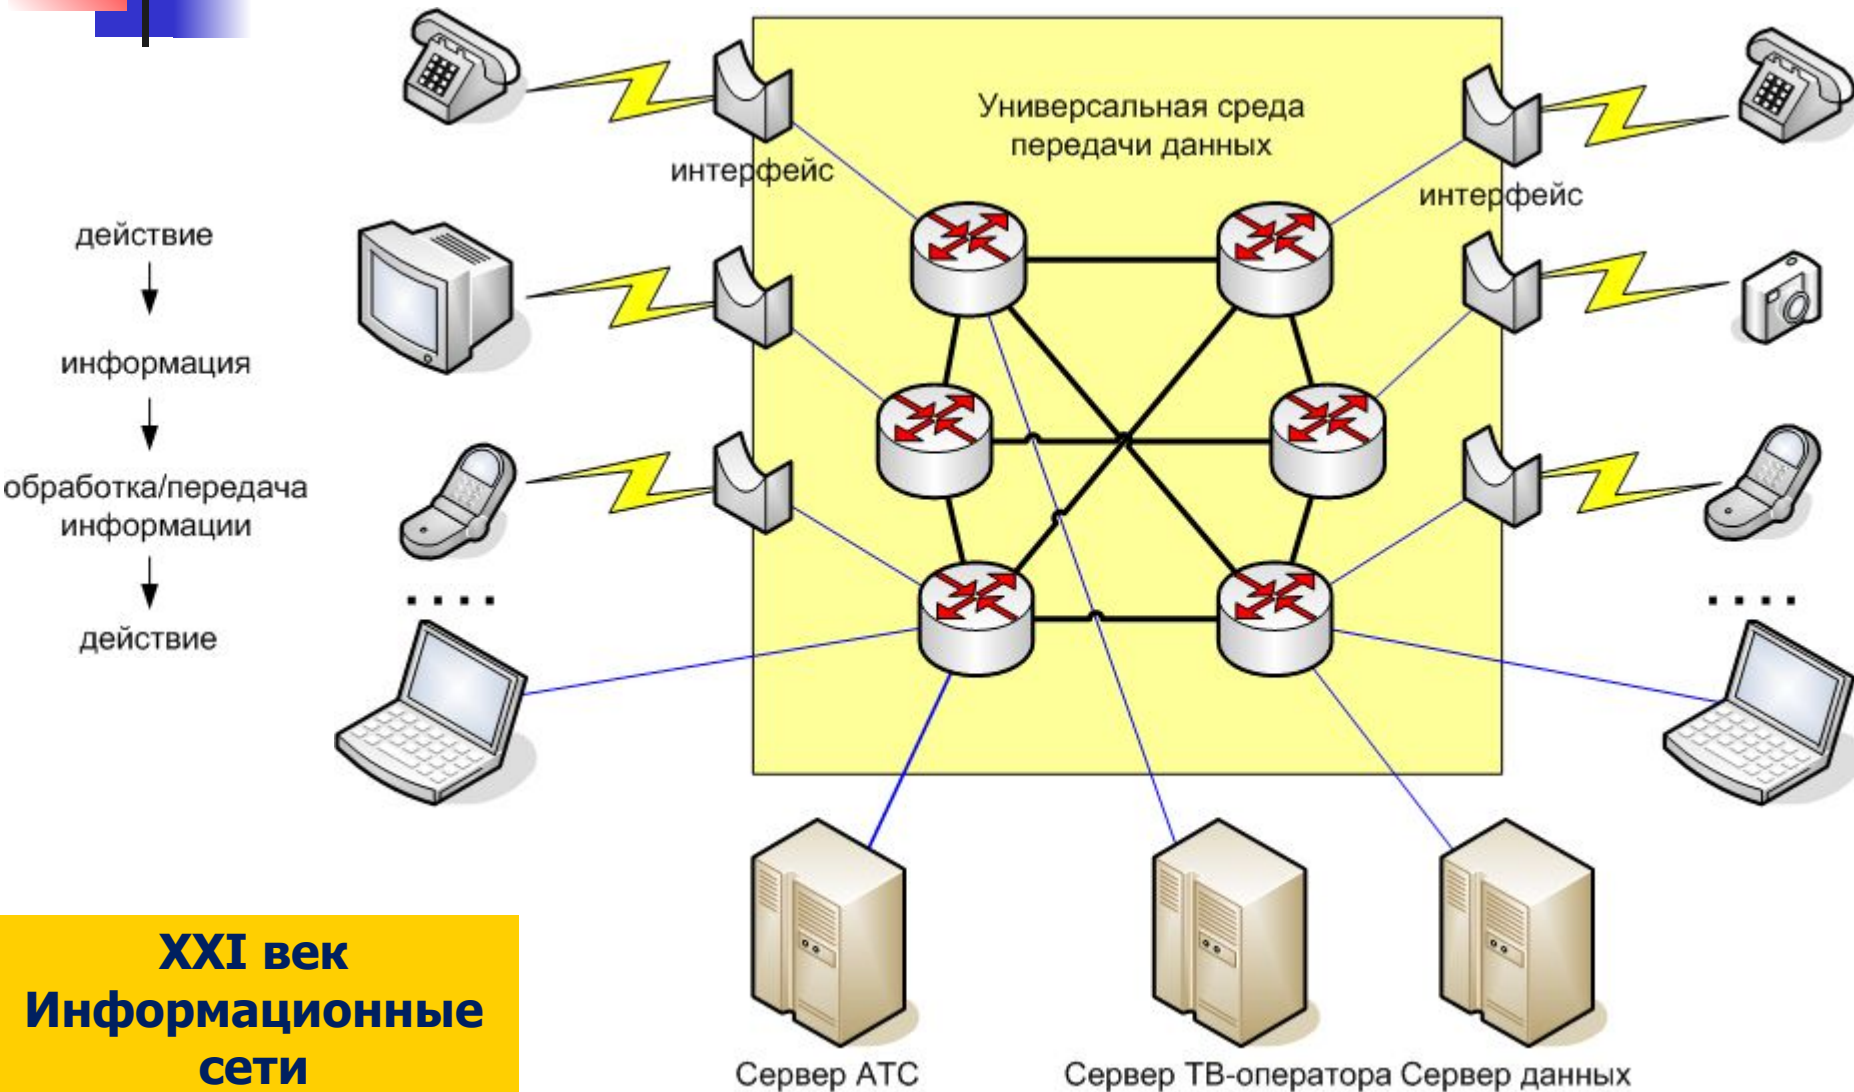 Универсальная среда
передачи данных
интерфейс
интерфейс
действие
информация
обработка/передача
информации
действие
. . . .
. . . .
XXI век
Информационные
сети
Сервер АТС
Сервер ТВ-оператора
Сервер данных